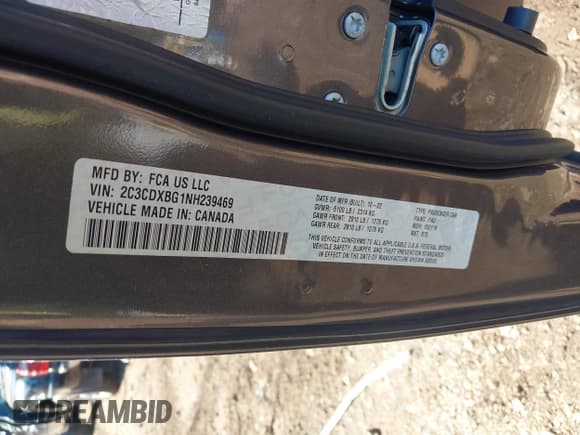 MFD BY: FCA US LLC
VIN: 2C3CDXBG1NH239469
VEHICLE MADE IN: CANADA
DATE OF MFR (BUILT) 10-22
GVWR: 5100 LB / 2314 KG
GAWR FRONT: 2810 LB / 1275 KG
GAWR REAR: 2810 LB / 1275 KG
TYPE: PASSENGER CAR
PAINT:
MDH:
THIS VEHICLE CONFORMS TO ALL APPLICABLE U.S.A. FEDERAL MOTOR
VEHICLE SAFETY, BUMPER, AND THEFT PREVENTION STANDARDS
IN EFFECT ON THE DATE OF MANUFACTURE SHOWN ABOVE.
DREAMBID